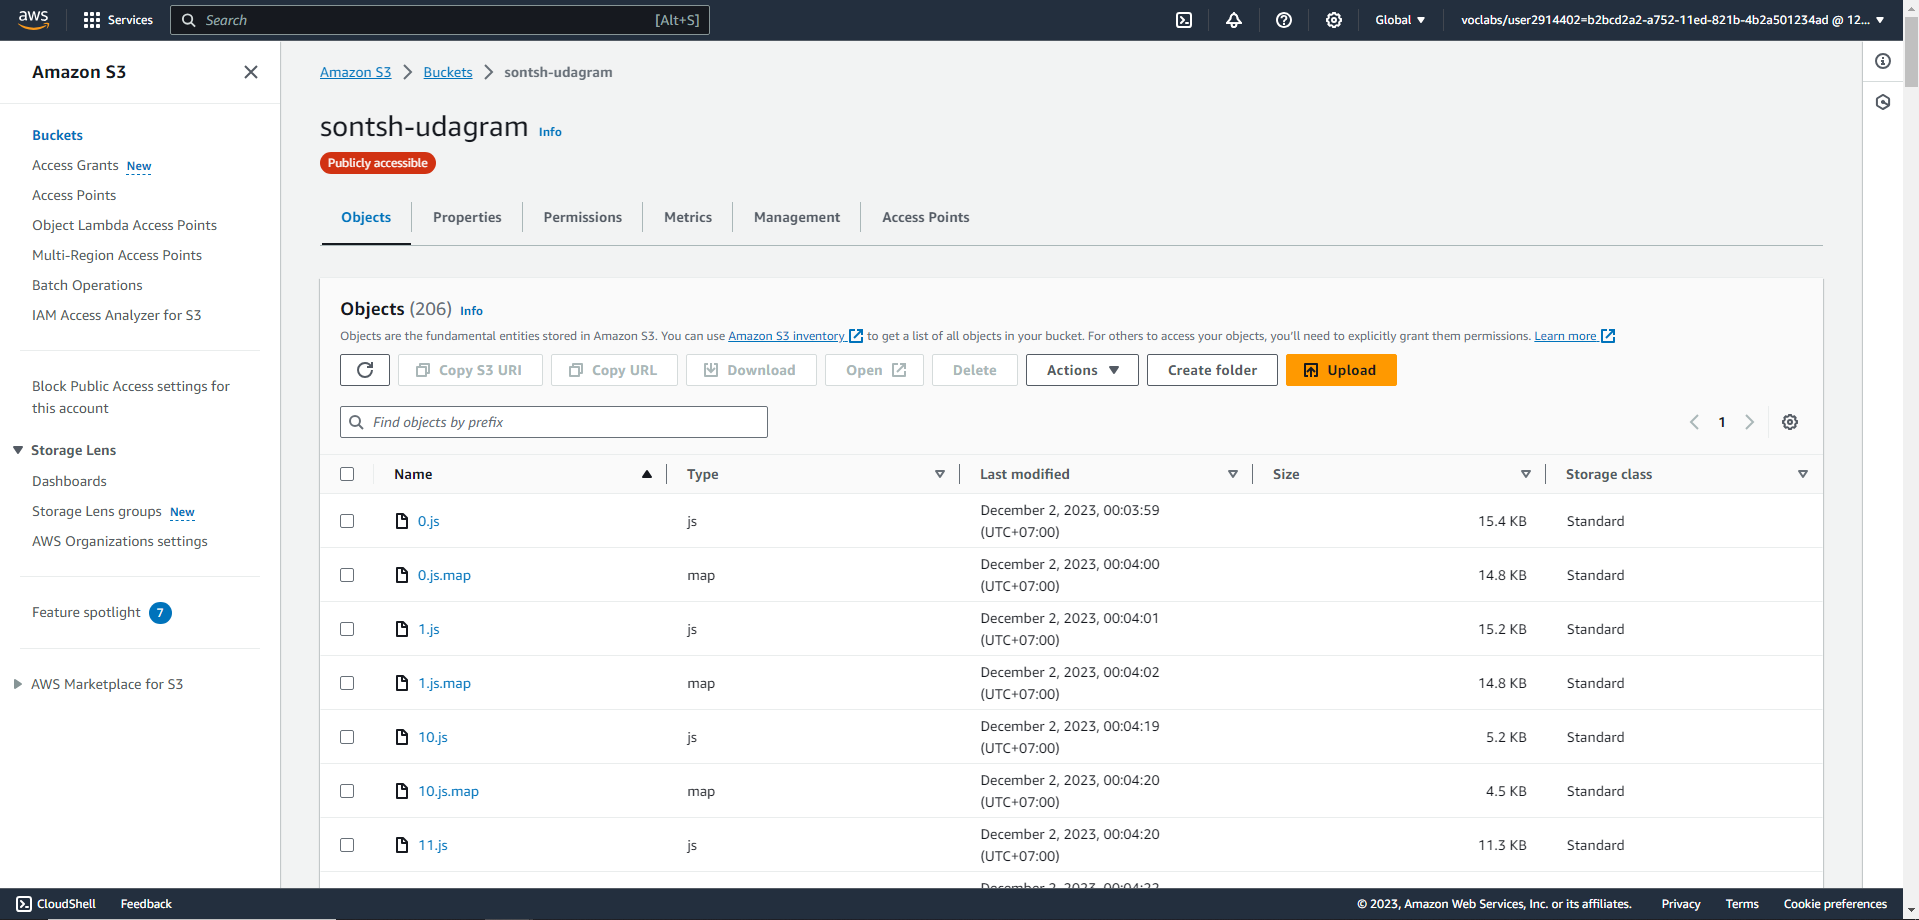 aws
Services
Search
[Alt+S]
Global
voclabs/user2914402=b2bcd2a2-a752-11ed-821b-4b2a501234ad @ 12...
Amazon S3
Buckets
Access Grants New
Access Points
Object Lambda Access Points
Multi-Region Access Points
Batch Operations
IAM Access Analyzer for S3
Block Public Access settings for
this account
Storage Lens
Dashboards
Storage Lens groups New
AWS Organizations settings
Feature spotlight 7
AWS Marketplace for S3
Amazon S3 > Buckets > sontsh-udagram
sontsh-udagram Info
Publicly accessible
Objects Properties Permissions Metrics Management Access Points
Objects (206) Info
Objects are the fundamental entities stored in Amazon S3. You can use Amazon S3 inventory to get a list of all objects in your bucket. For others to access your objects, you'll need to explicitly grant them permissions. Learn more
Copy S3 URI Copy URL Download Open Delete Actions Create folder Upload
Find objects by prefix
1
Name Type Last modified Size Storage class
0.js js December 2, 2023, 00:03:59 (UTC+07:00) 15.4 KB Standard
0.js.map map December 2, 2023, 00:04:00 (UTC+07:00) 14.8 KB Standard
1.js js December 2, 2023, 00:04:01 (UTC+07:00) 15.2 KB Standard
1.js.map map December 2, 2023, 00:04:02 (UTC+07:00) 14.8 KB Standard
10.js js December 2, 2023, 00:04:19 (UTC+07:00) 5.2 KB Standard
10.js.map map December 2, 2023, 00:04:20 (UTC+07:00) 4.5 KB Standard
11.js js December 2, 2023, 00:04:20 (UTC+07:00) 11.3 KB Standard
December 2, 2023, 00:04:22
CloudShell Feedback
© 2023, Amazon Web Services, Inc. or its affiliates. Privacy Terms Cookie preferences